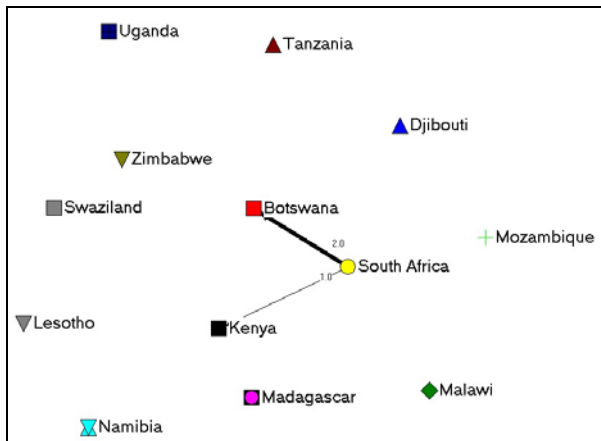 Uganda
Tanzania
Djibouti
Zimbabwe
Swaziland
Botswana
Mozambique
2.0
South Africa
1.0
Lesotho
Kenya
Malawi
Madagascar
Namibia